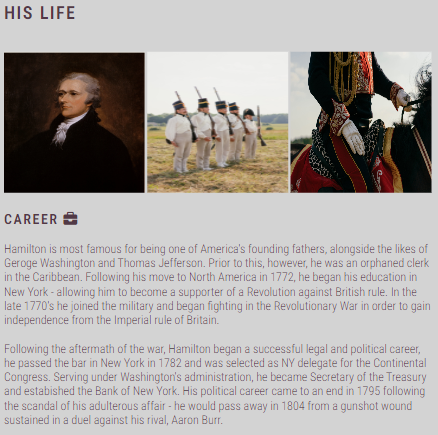 HIS LIFE
CAREER
Hamilton is most famous for being one of America's founding fathers, alongside the likes of
Geroge Washington and Thomas Jefferson. Prior to this, however, he was an orphaned clerk
in the Caribbean. Following his move to North America in 1772, he began his education in
New York - allowing him to become a supporter of a Revolution against British rule. In the
late 1770's he joined the military and began fighting in the Revolutionary War in order to gain
independence from the Imperial rule of Britain.
Following the aftermath of the war, Hamilton began a successful legal and political career,
he passed the bar in New York in 1782 and was selected as NY delegate for the Continental
Congress. Serving under Washington's administration, he became Secretary of the Treasury
and estabished the Bank of New York. His political career came to an end in 1795 following
the scandal of his adulterous affair - he would pass away in 1804 from a gunshot wound
sustained in a duel against his rival, Aaron Burr.